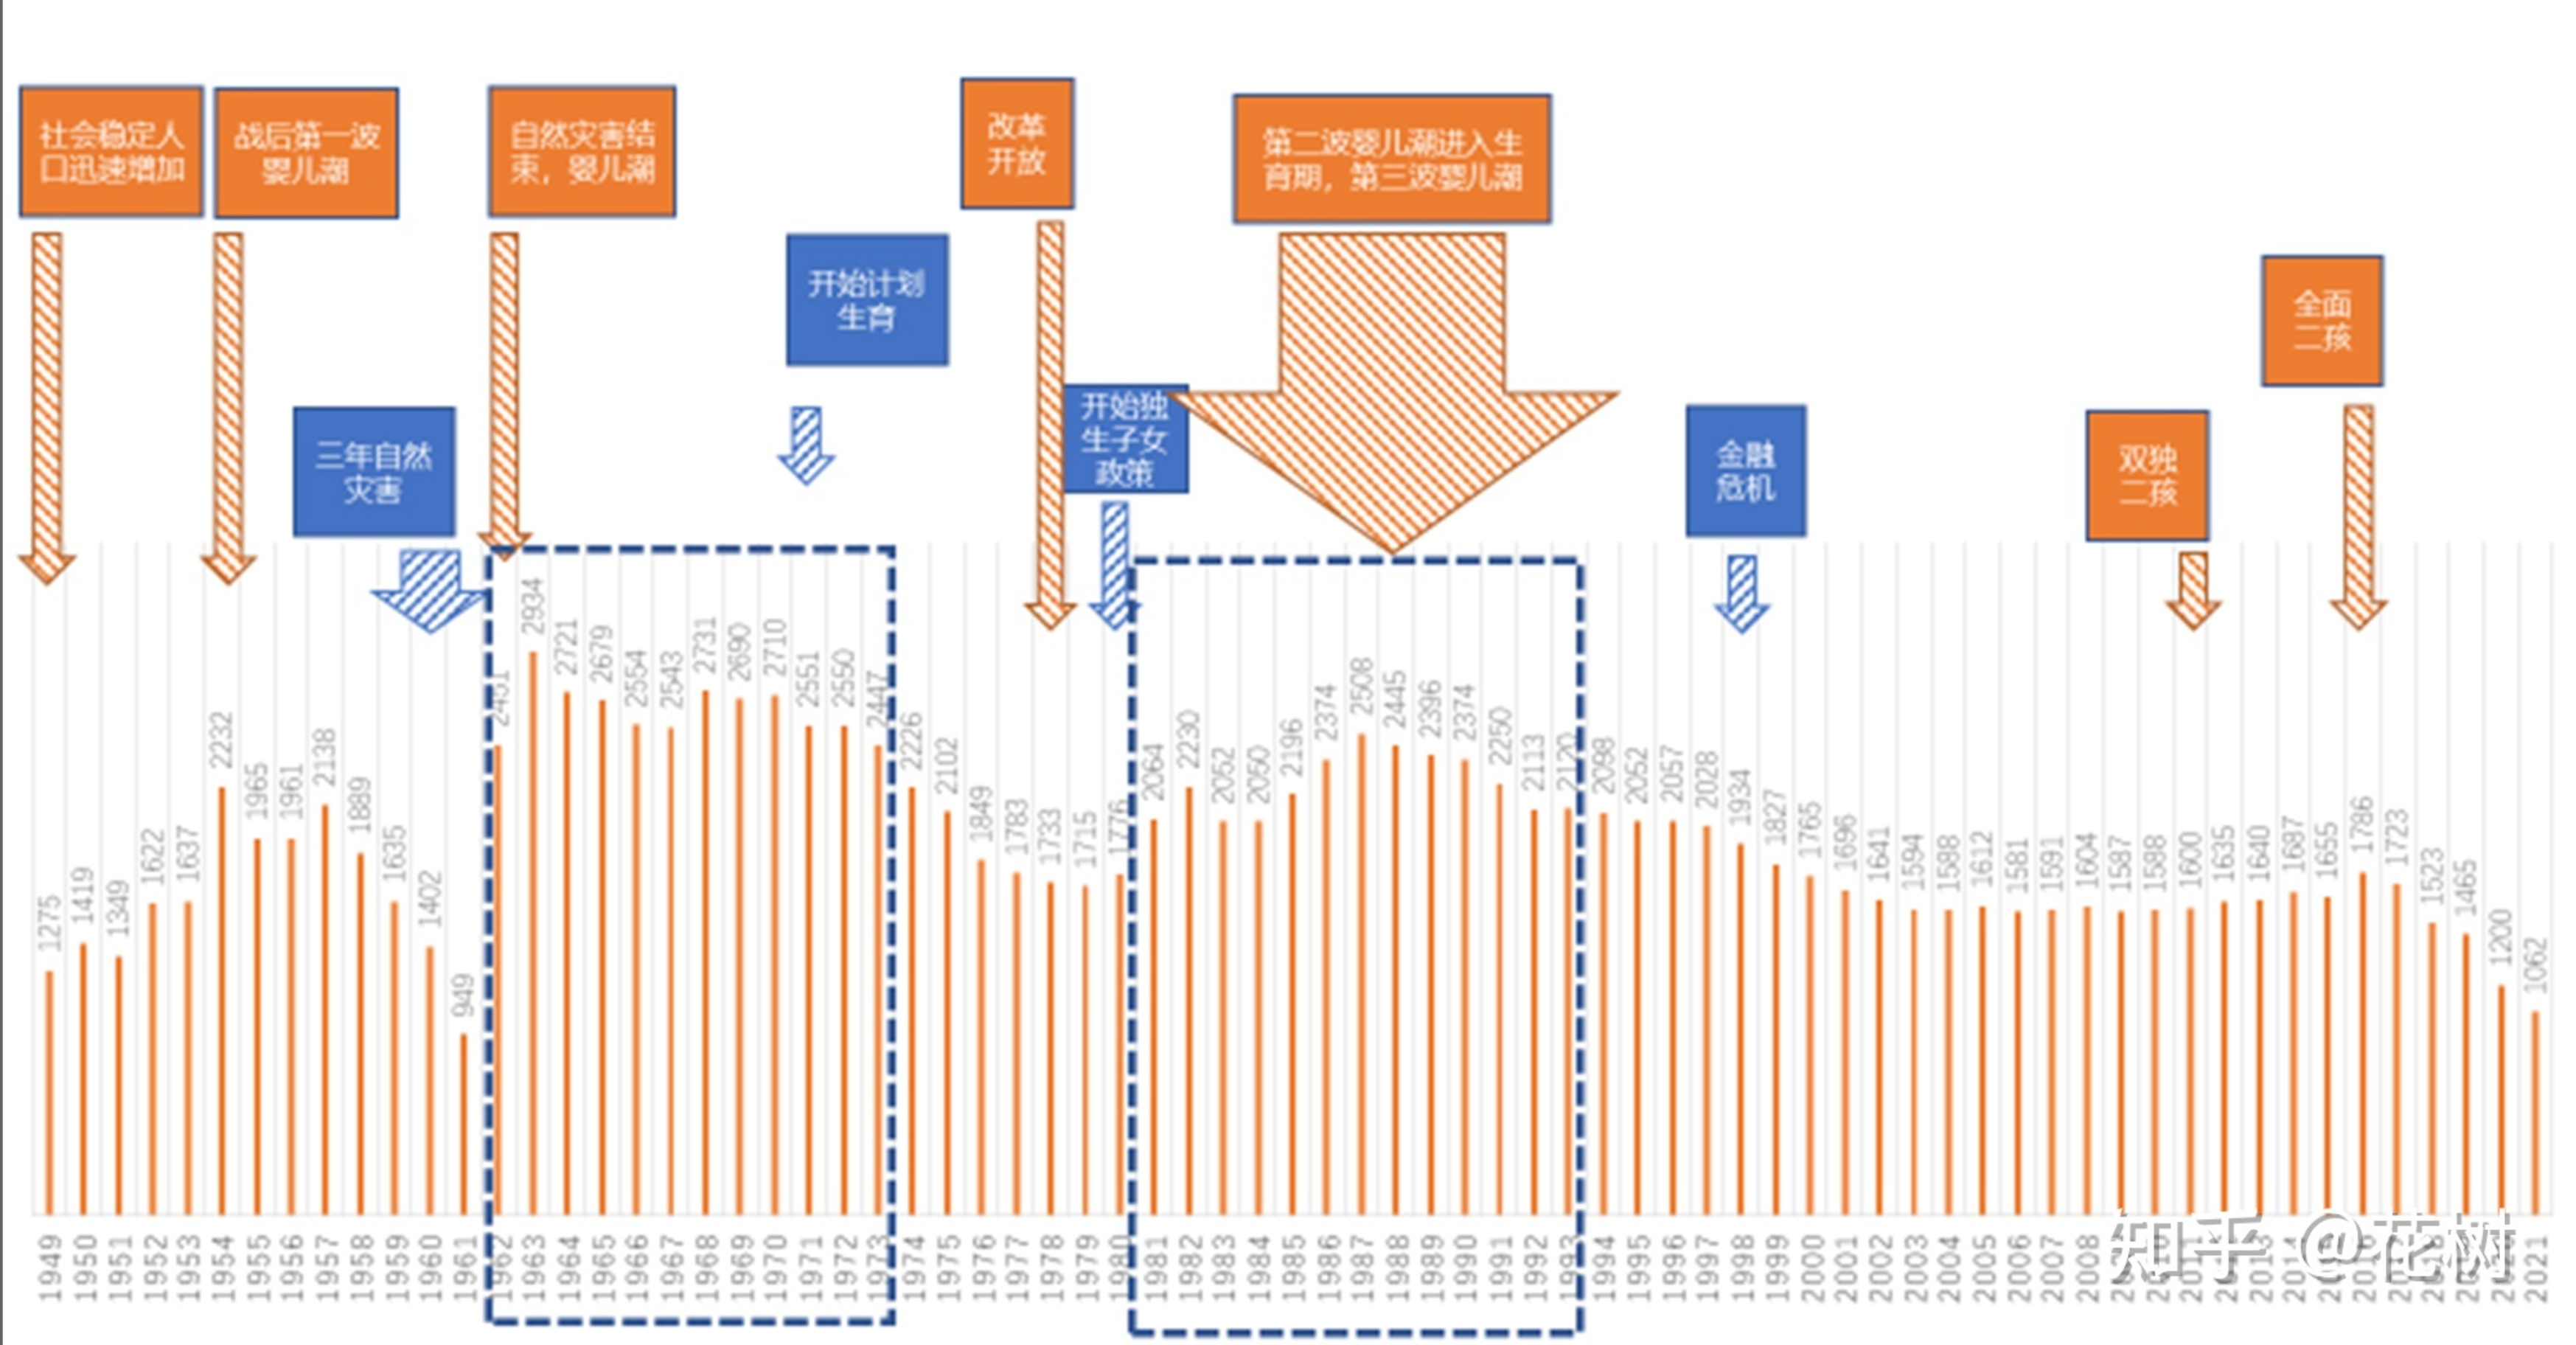 社会稳定人
口迅速增加
战后第一波
婴儿潮
自然灾害结
束，婴儿潮
改革
开放
第二波婴儿潮进入生
育期，第三波婴儿潮
开始计划
生育
全面
二孩
三年自然
灾害
开始独
生子女
政策
金融
危机
双独
二孩
1275 1419 1349 1622 1637 2232 1965 1961 2138 1889 1635 1402 949 2451 2934 2721 2679 2554 2543 2731 2690 2710 2551 2550 2447 2226 2102 1849 1783 1733 1715 1776 2064 2230 2052 2050 2196 2374 2508 2445 2396 2374 2250 2113 2120 2098 2052 2057 2028 1934 1827 1765 1696 1641 1594 1588 1612 1581 1591 1604 1587 1588 1600 1635 1640 1687 1655 1786 1723 1523 1465 1200 1062
1949 1950 1951 1952 1953 1954 1955 1956 1957 1958 1959 1960 1961 1962 1963 1964 1965 1966 1967 1968 1969 1970 1971 1972 1973 1974 1975 1976 1977 1978 1979 1980 1981 1982 1983 1984 1985 1986 1987 1988 1989 1990 1991 1992 1993 1994 1995 1996 1997 1998 1999 2000 2001 2002 2003 2004 2005 2006 2007 2008 2021
知乎 @花树